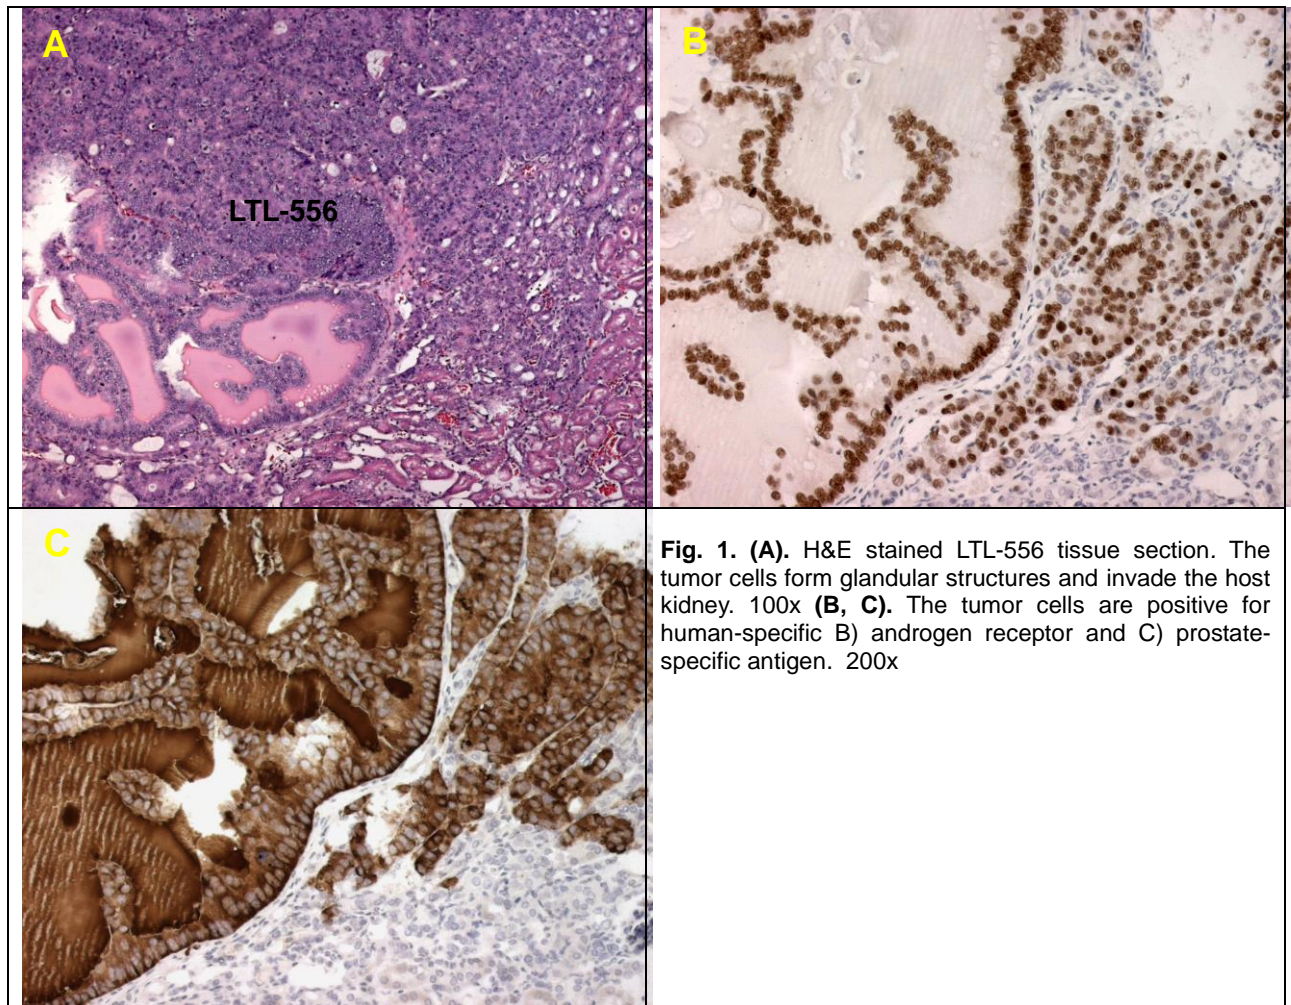 A
LTL-556
B
C
Fig. 1. (A). H&E stained LTL-556 tissue section. The
tumor cells form glandular structures and invade the host
kidney. 100x (B, C). The tumor cells are positive for
human-specific B) androgen receptor and C) prostate-
specific antigen. 200x